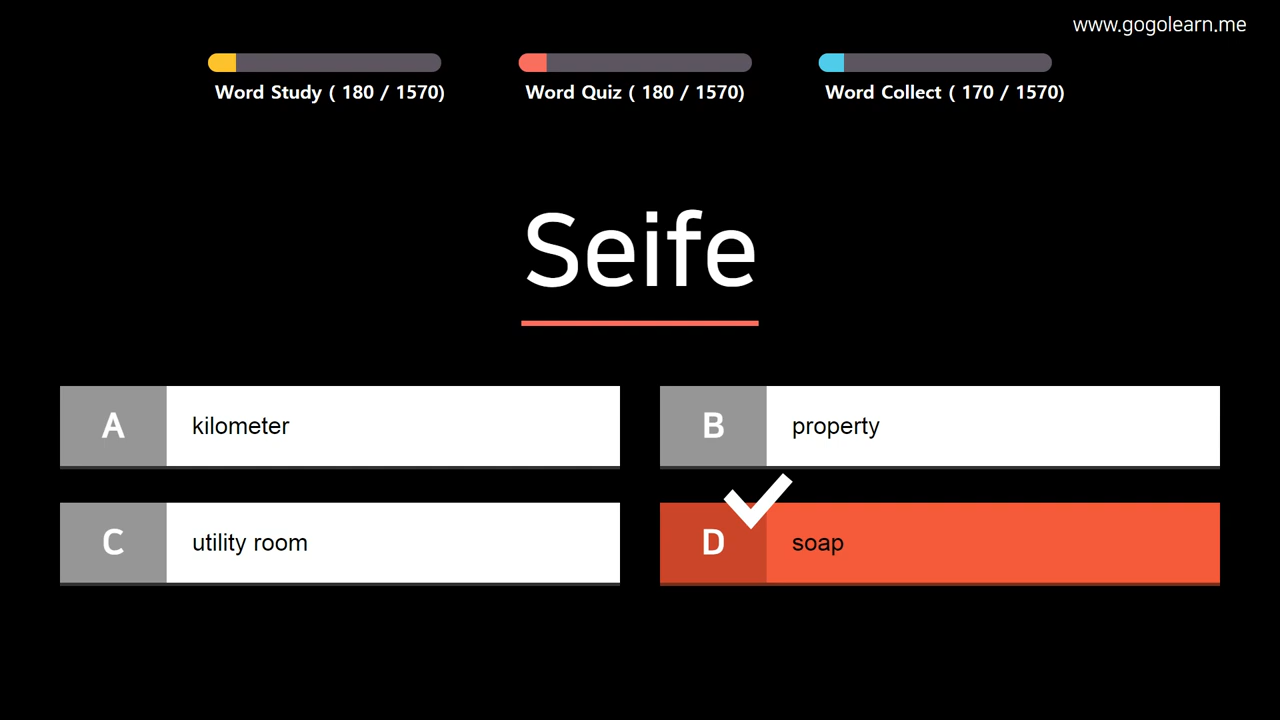 www.gogolearn.me
Word Study ( 180 / 1570)
Word Quiz ( 180 / 1570)
Word Collect ( 170 / 1570)
Seife
A
kilometer
B
property
C
utility room
D
soap